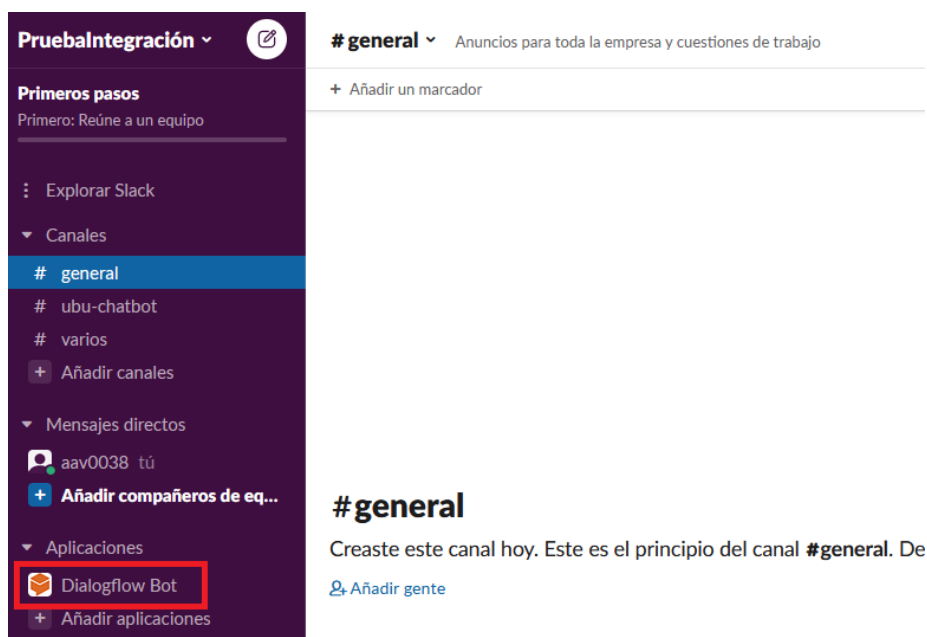 PruebaIntegración
Primeros pasos
Primero: Reúne a un equipo
Explorar Slack
Canales
# general
# ubu-chatbot
# varios
+ Añadir canales
Mensajes directos
aav0038 tú
+ Añadir compañeros de eq...
Aplicaciones
Dialogflow Bot
+ Añadir aplicaciones
# general Anuncios para toda la empresa y cuestiones de trabajo
+ Añadir un marcador
#general
Creaste este canal hoy. Este es el principio del canal #general. De
Añadir gente